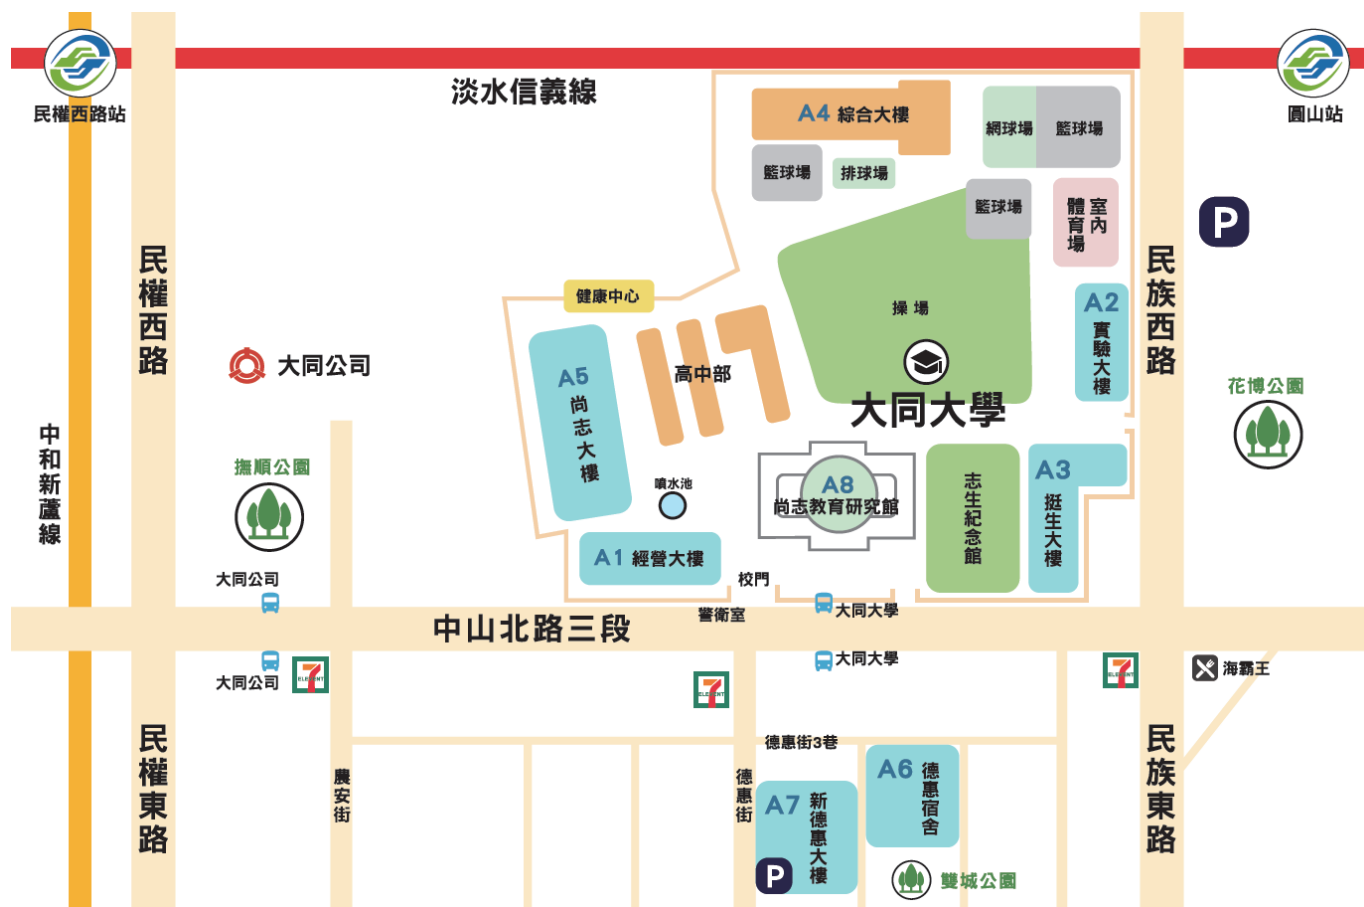 民權西路站
淡水信義線
圓山站
A4 綜合大樓
網球場
籃球場
籃球場
排球場
籃球場
室內體育場
P
民權西路
民族西路
健康中心
操場
A2
實驗大樓
大同公司
高中部
A5
尚志大樓
大同大學
花博公園
中和新蘆線
撫順公園
噴水池
A8
尚志教育研究館
志生紀念館
A3
挺生大樓
A1 經營大樓
校門
大同公司
警衛室
大同大學
中山北路三段
大同公司
大同大學
7
ELEVEN
7
ELEVEN
7
ELEVEN
海霸王
民權東路
農安街
德惠街
德惠街3巷
A6
德惠宿舍
A7
新德惠大樓
P
民族東路
雙城公園